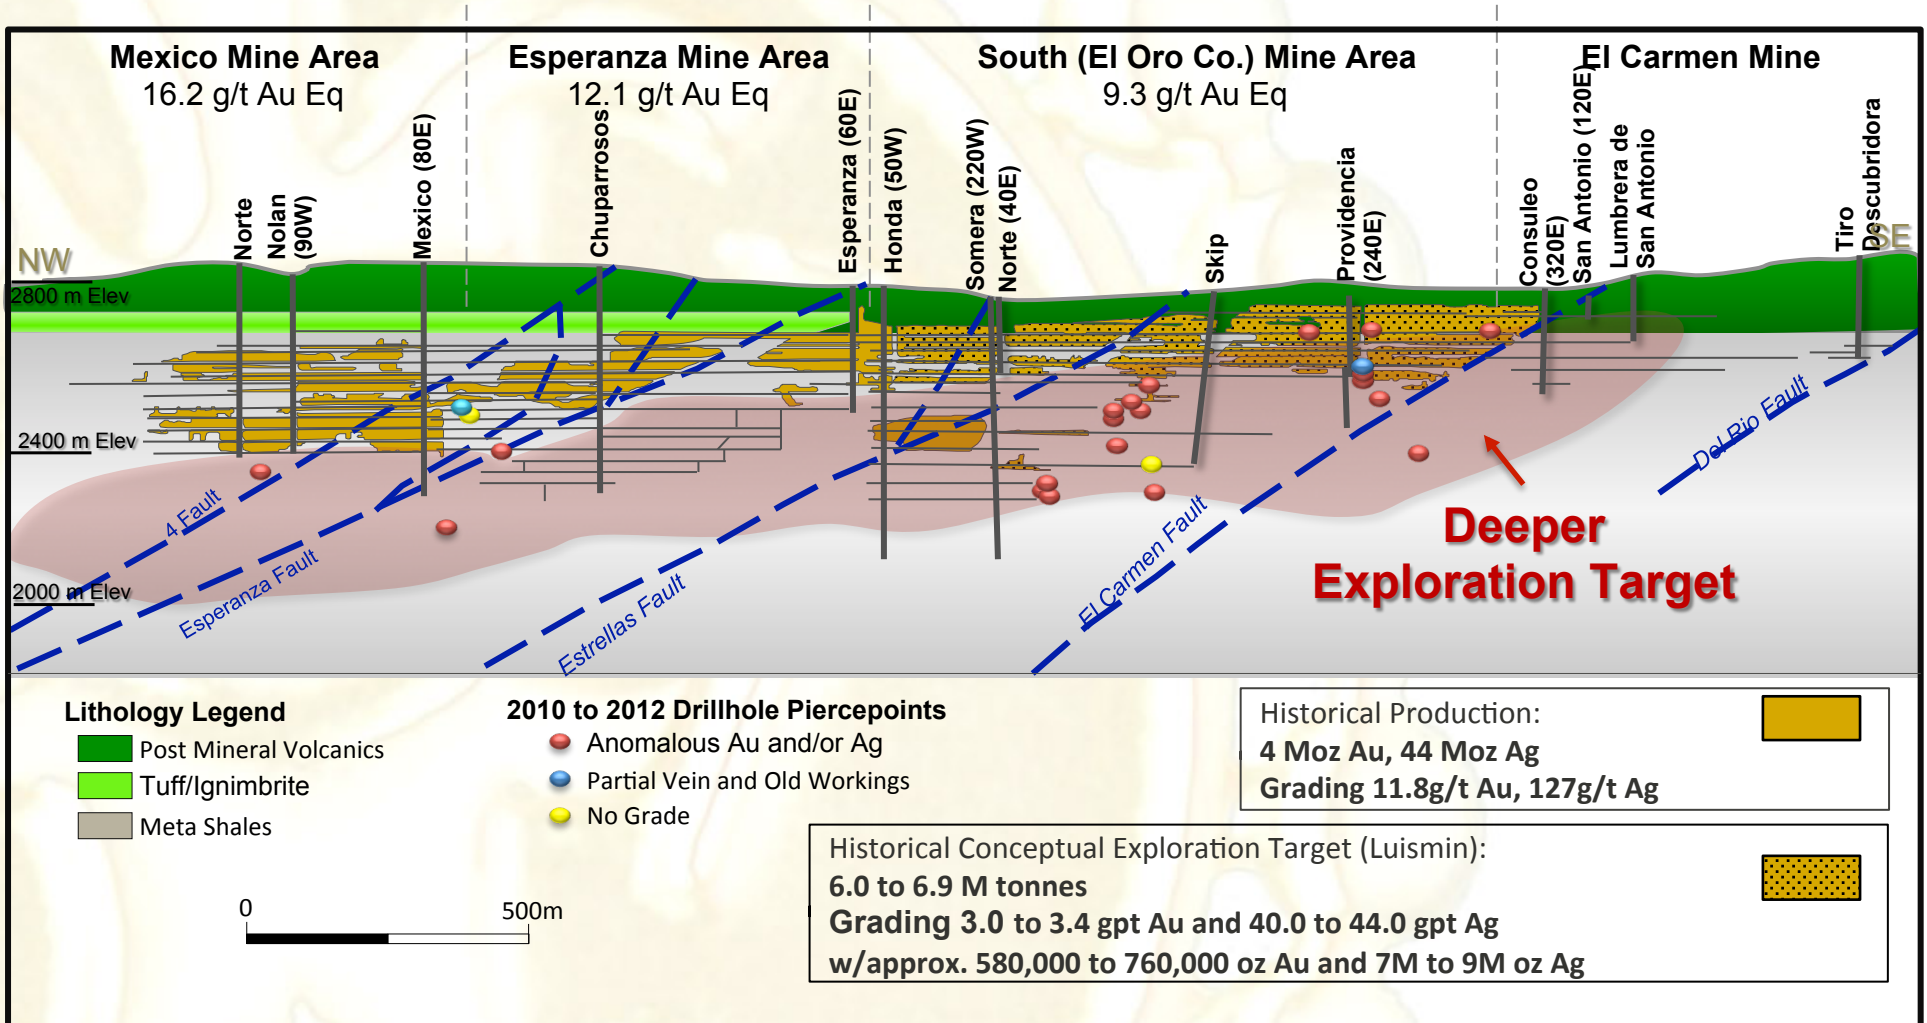 Mexico Mine Area
16.2 g/t Au Eq
Esperanza Mine Area
12.1 g/t Au Eq
South (El Oro Co.) Mine Area
9.3 g/t Au Eq
El Carmen Mine
NW
SE
Norte
Nolan
(90W)
Mexico (80E)
Chuparrosos
Esperanza (60E)
Honda (50W)
Somera (220W)
Norte (40E)
Skip
Providencia
(240E)
Consuleo
(320E)
San Antonio (120E)
Lumbrera de
San Antonio
Tiro
Descubridora
2800 m Elev
2400 m Elev
2000 m Elev
4 Fault
Esperanza Fault
Estrellas Fault
El Carmen Fault
Del Rio Fault
Deeper
Exploration Target
Lithology Legend
Post Mineral Volcanics
Tuff/Ignimbrite
Meta Shales
2010 to 2012 Drillhole Piercepoints
Anomalous Au and/or Ag
Partial Vein and Old Workings
No Grade
0
500m
Historical Production:
4 Moz Au, 44 Moz Ag
Grading 11.8g/t Au, 127g/t Ag
Historical Conceptual Exploration Target (Luismin):
6.0 to 6.9 M tonnes
Grading 3.0 to 3.4 gpt Au and 40.0 to 44.0 gpt Ag
w/approx. 580,000 to 760,000 oz Au and 7M to 9M oz Ag